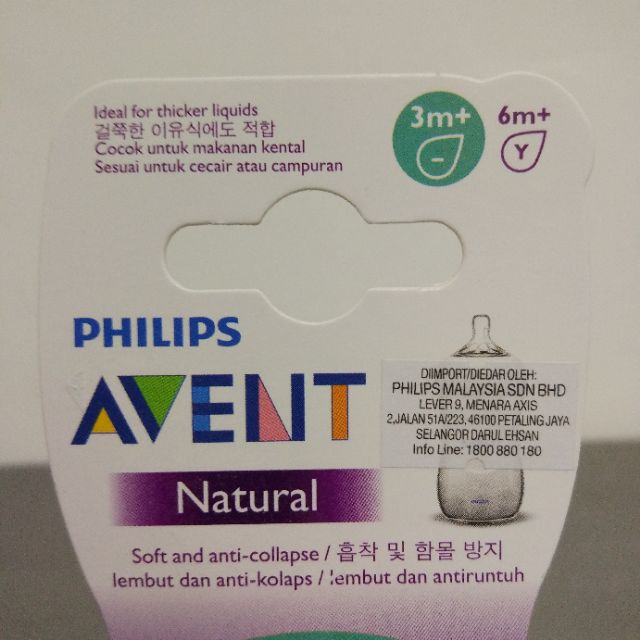 Ideal for thicker liquids
걸쭉한 이유식에도 적합
Cocok untuk makanan kental
Sesuai untuk cecair atau campuran
3m+
-
6m+
Y
PHILIPS
AVENT
DIIMPORT/DIEDAR OLEH:
PHILIPS MALAYSIA SDN BHD
LEVER 9, MENARA AXIS
2,JALAN 51A/223, 46100 PETALING JAYA
SELANGOR DARUL EHSAN
Info Line: 1800 880 180
Natural
Soft and anti-collapse / 흡착 및 함몰 방지
lembut dan anti-kolaps / lembut dan antiruntuh